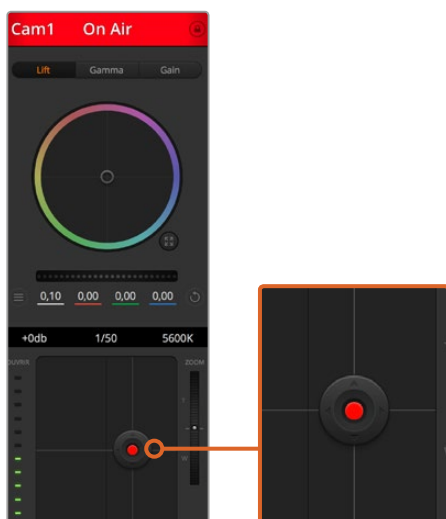 Cam1 On Air
Lift Gamma Gain
0,10 0,00 0,00 0,00
+0db 1/50 5600K
ZOOM
T
W